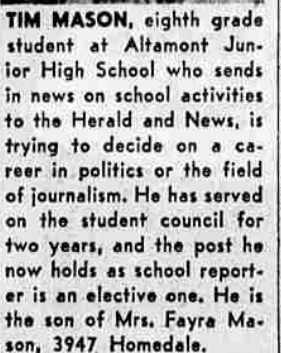 TIM MASON, eighth grade
student at Altamont Jun-
ior High School who sends
in news on school activities
to the Herald and News, is
trying to decide on a ca-
reer in politics or the field
of journalism. He has served
on the student council for
two years, and the post he
now holds as school report-
er is an elective one. He is
the son of Mrs. Fayra Ma-
son, 3947 Homedale.